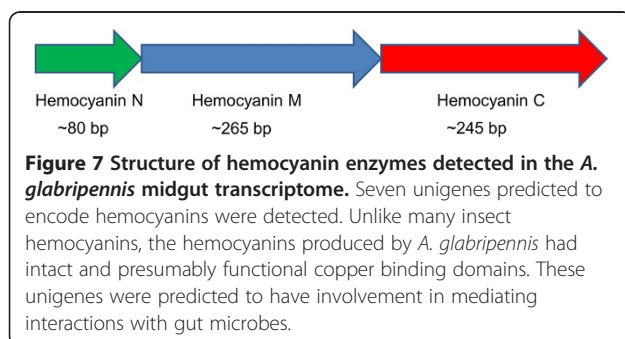 Hemocyanin N Hemocyanin M Hemocyanin C
~80 bp ~265 bp ~245 bp
Figure 7 Structure of hemocyanin enzymes detected in the A.
glabripennis midgut transcriptome. Seven unigenes predicted to
encode hemocyanins were detected. Unlike many insect
hemocyanins, the hemocyanins produced by A. glabripennis had
intact and presumably functional copper binding domains. These
unigenes were predicted to have involvement in mediating
interactions with gut microbes.